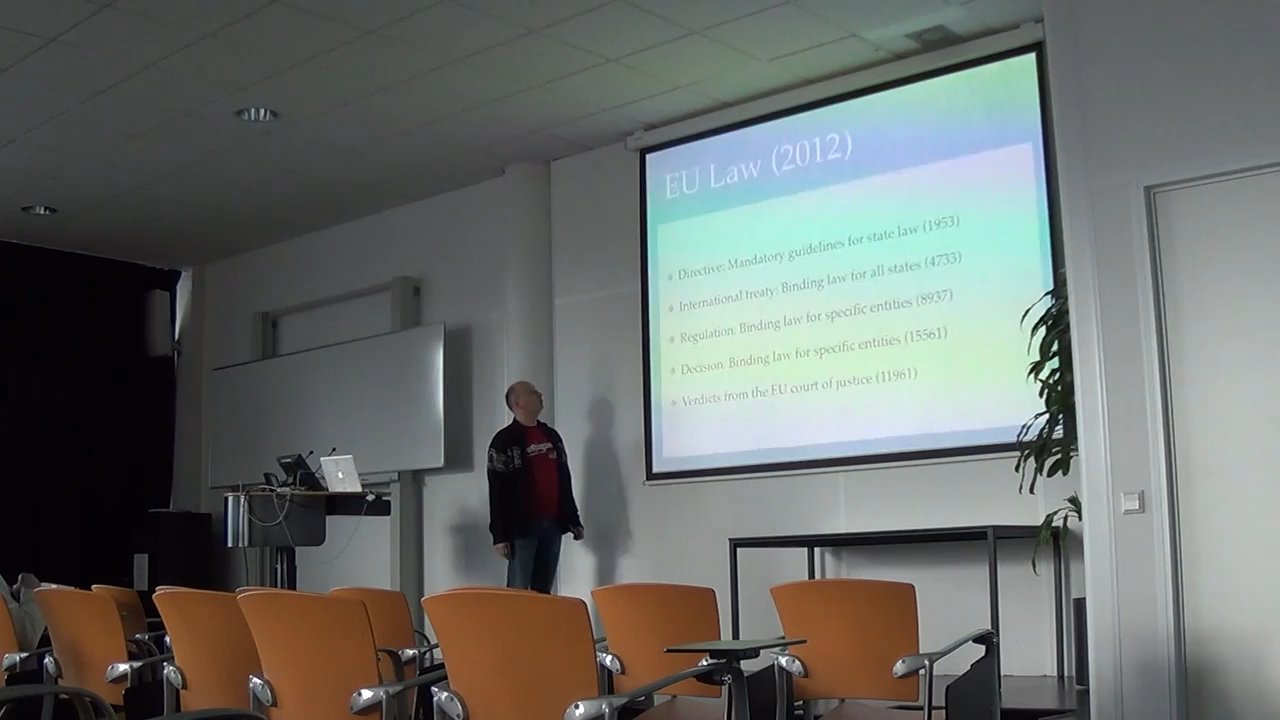 EU Law (2012)
Directive: Mandatory guidelines for state law (1953)
International treaty: Binding law for all states (4733)
Regulation: Binding law for specific entities (8937)
Decision: Binding law for specific entities (15561)
Verdicts from the EU court of justice (11961)